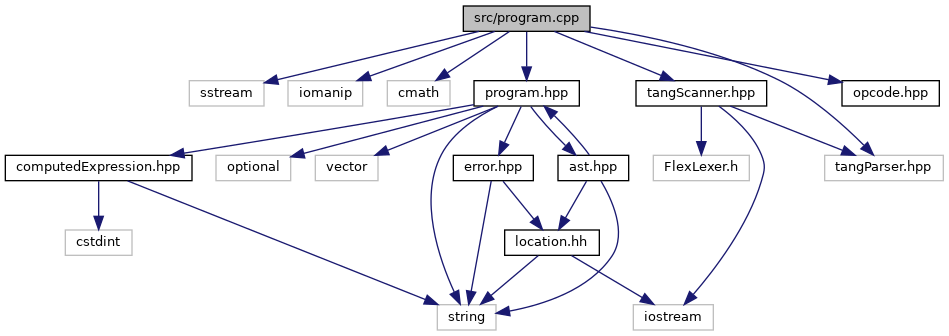 src/program.cpp
sstream
iomanip
cmath
program.hpp
tangScanner.hpp
opcode.hpp
computedExpression.hpp
optional
vector
error.hpp
ast.hpp
FlexLexer.h
tangParser.hpp
cstdint
location.hh
string
iostream